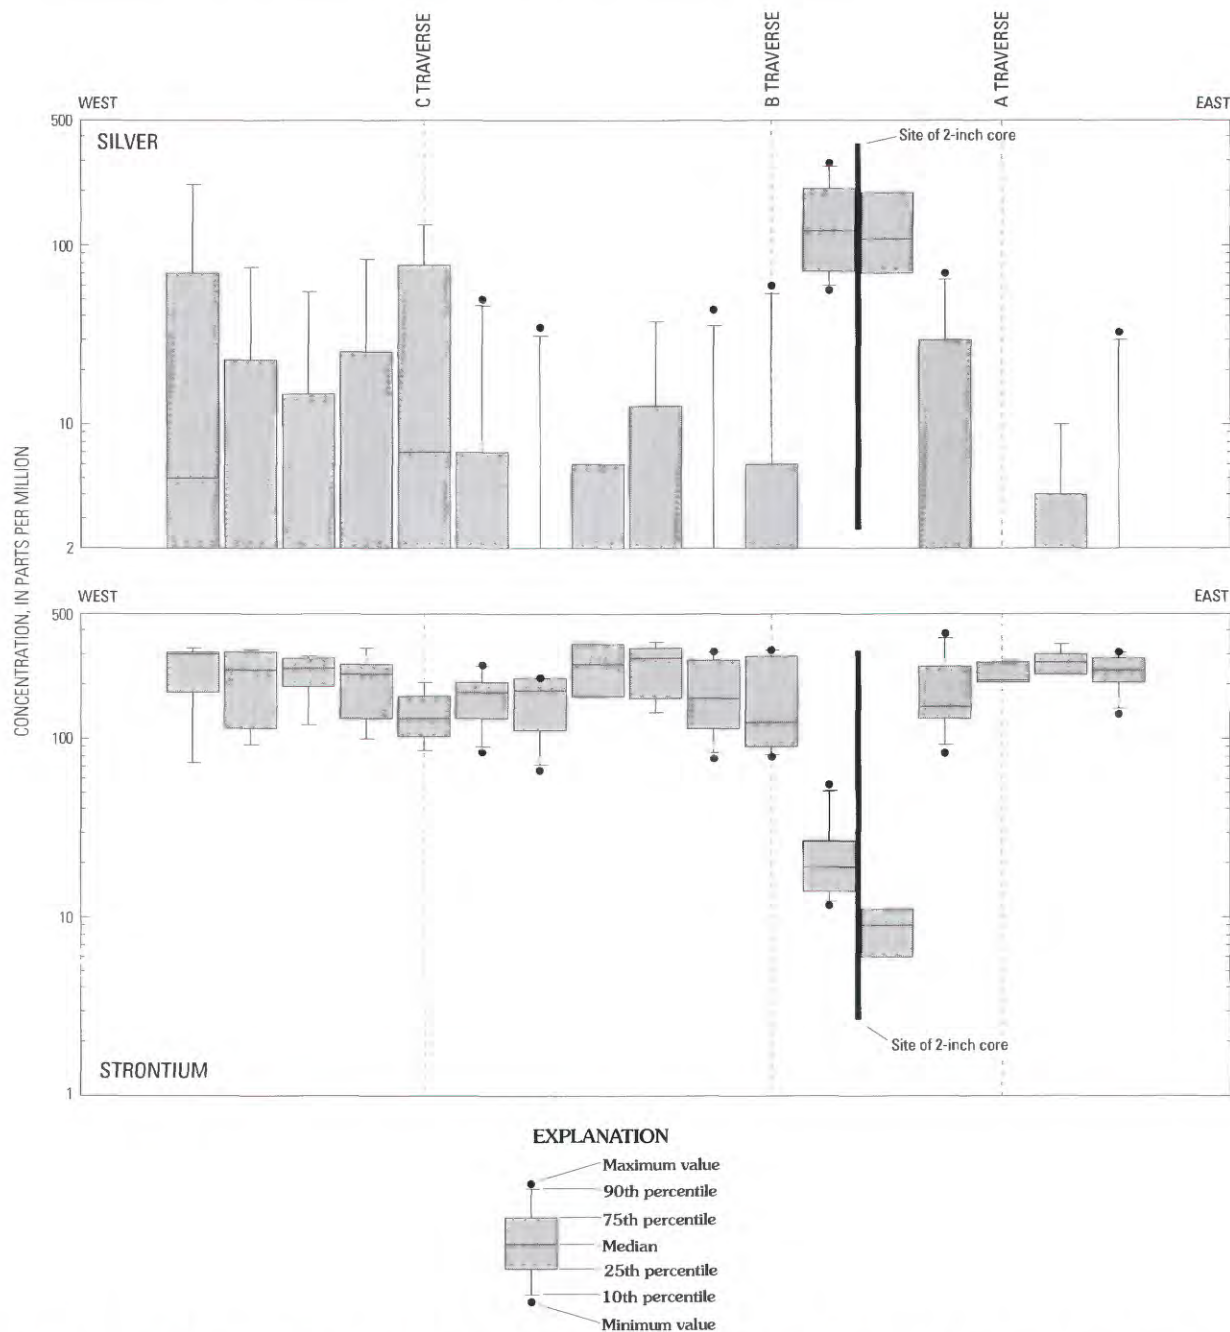 C TRAVERSE
B TRAVERSE
A TRAVERSE
WEST
EAST
500
SILVER
Site of 2-inch core
100
10
2
CONCENTRATION, IN PARTS PER MILLION
WEST
EAST
500
100
10
Site of 2-inch core
STRONTIUM
1
EXPLANATION
Maximum value
90th percentile
75th percentile
Median
25th percentile
10th percentile
Minimum value